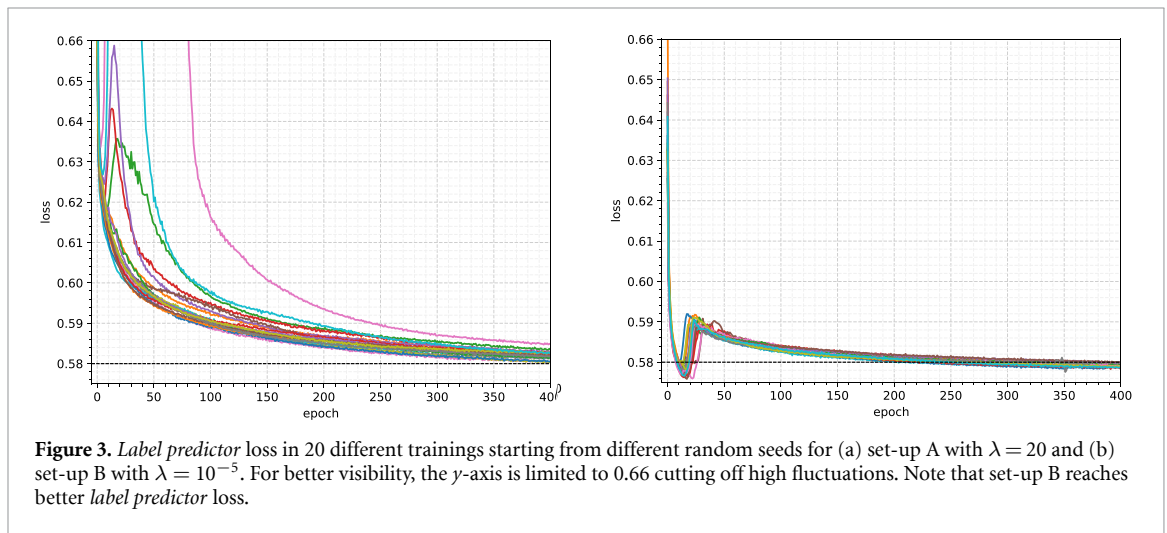 0.66
0.65
0.64
0.63
0.62
0.61
0.60
0.59
0.58
loss
0 50 100 150 200 250 300 350 400
epoch
0.66
0.65
0.64
0.63
0.62
0.61
0.60
0.59
0.58
loss
0 50 100 150 200 250 300 350 400
epoch
Figure 3. Label predictor loss in 20 different trainings starting from different random seeds for (a) set-up A with λ = 20 and (b)
set-up B with λ = 10⁻⁵. For better visibility, the y-axis is limited to 0.66 cutting off high fluctuations. Note that set-up B reaches
better label predictor loss.